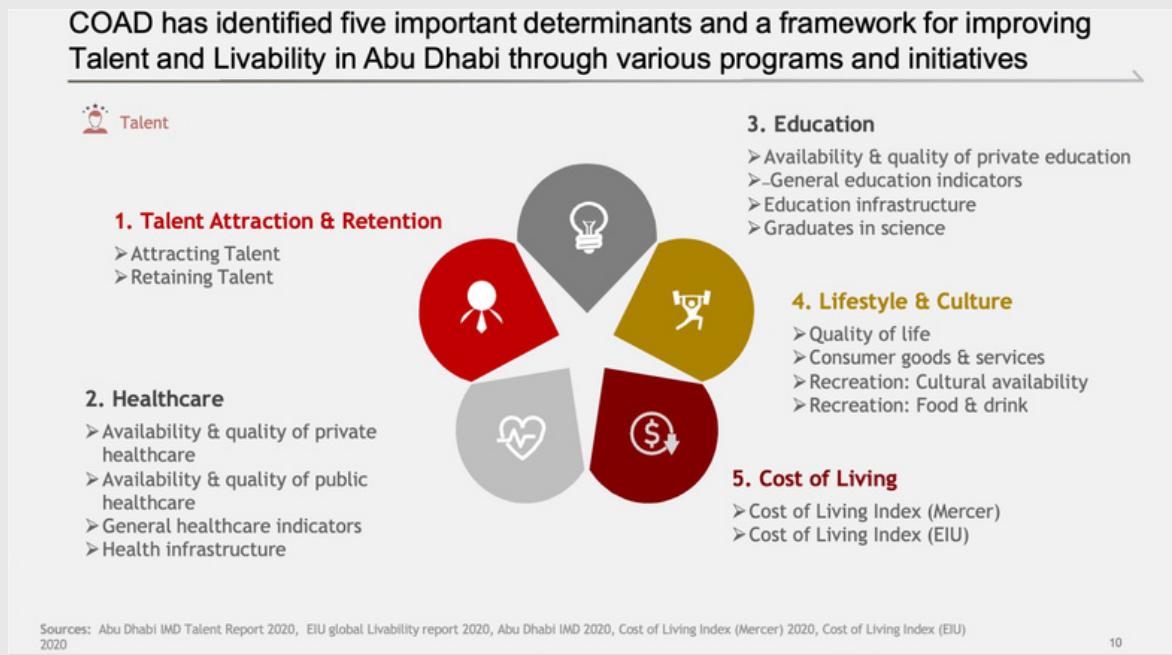 COAD has identified five important determinants and a framework for improving
Talent and Livability in Abu Dhabi through various programs and initiatives
Talent
1. Talent Attraction & Retention
➢Attracting Talent
➢Retaining Talent
2. Healthcare
➢Availability & quality of private
healthcare
➢Availability & quality of public
healthcare
➢General healthcare indicators
➢Health infrastructure
3. Education
➢Availability & quality of private education
➢–General education indicators
➢Education infrastructure
➢Graduates in science
4. Lifestyle & Culture
➢Quality of life
➢Consumer goods & services
➢Recreation: Cultural availability
➢Recreation: Food & drink
$
5. Cost of Living
➢Cost of Living Index (Mercer)
➢Cost of Living Index (EIU)
Sources: Abu Dhabi IMD Talent Report 2020, EIU global Livability report 2020, Abu Dhabi IMD 2020, Cost of Living Index (Mercer) 2020, Cost of Living Index (EIU)
2020
10